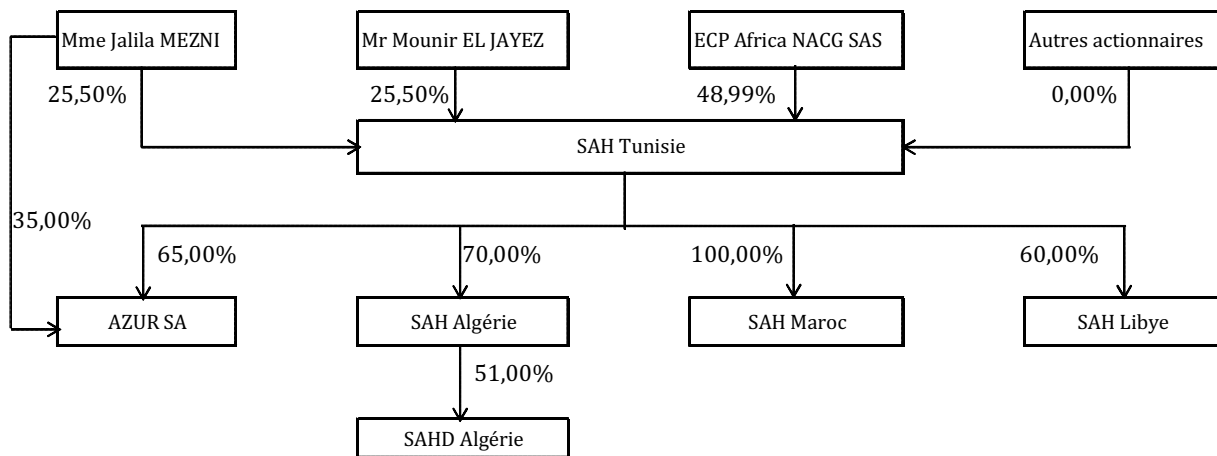 Mme Jalila MEZNI
Mr Mounir EL JAYEZ
ECP Africa NACG SAS
Autres actionnaires
25,50%
25,50%
48,99%
0,00%
SAH Tunisie
35,00%
65,00%
70,00%
100,00%
60,00%
AZUR SA
SAH Algérie
SAH Maroc
SAH Libye
51,00%
SAHD Algérie